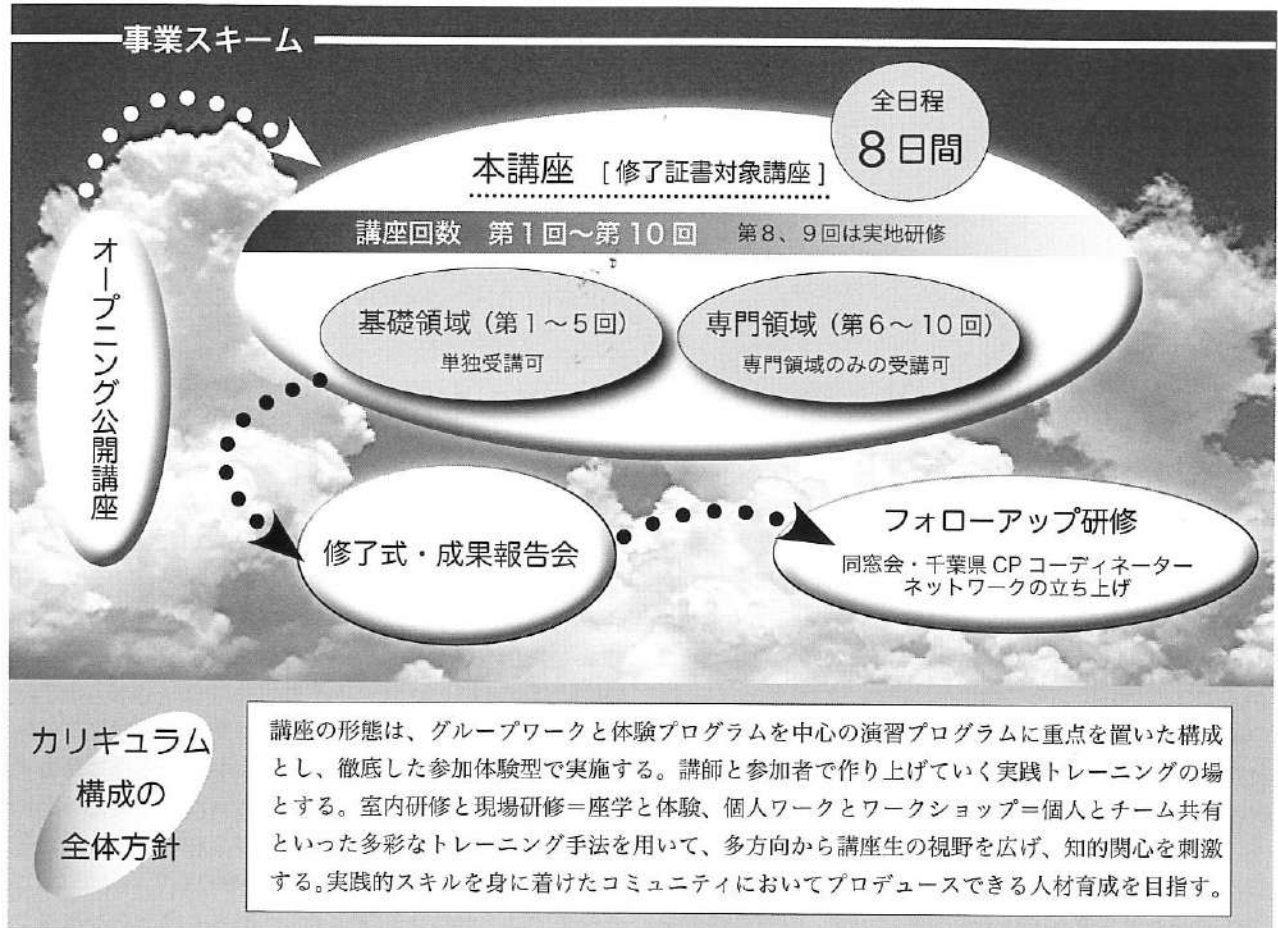 事業スキーム
オープニング公開講座
全日程
8日間
本講座 [修了証書対象講座]
講座回数 第1回〜第10回 第8、9回は実地研修
基礎領域(第1〜5回)
単独受講可
専門領域(第6〜10回)
専門領域のみの受講可
修了式・成果報告会
フォローアップ研修
同窓会・千葉県CPコーディネーター
ネットワークの立ち上げ
カリキュラム
構成の
全体方針
講座の形態は、グループワークと体験プログラムを中心の演習プログラムに重点を置いた構成
とし、徹底した参加体験型で実施する。講師と参加者で作り上げていく実践トレーニングの場
とする。室内研修と現場研修=座学と体験、個人ワークとワークショップ=個人とチーム共有
といった多彩なトレーニング手法を用いて、多方向から講座生の視野を広げ、知的関心を刺激
する。実践的スキルを身に着けたコミュニティにおいてプロデュースできる人材育成を目指す。